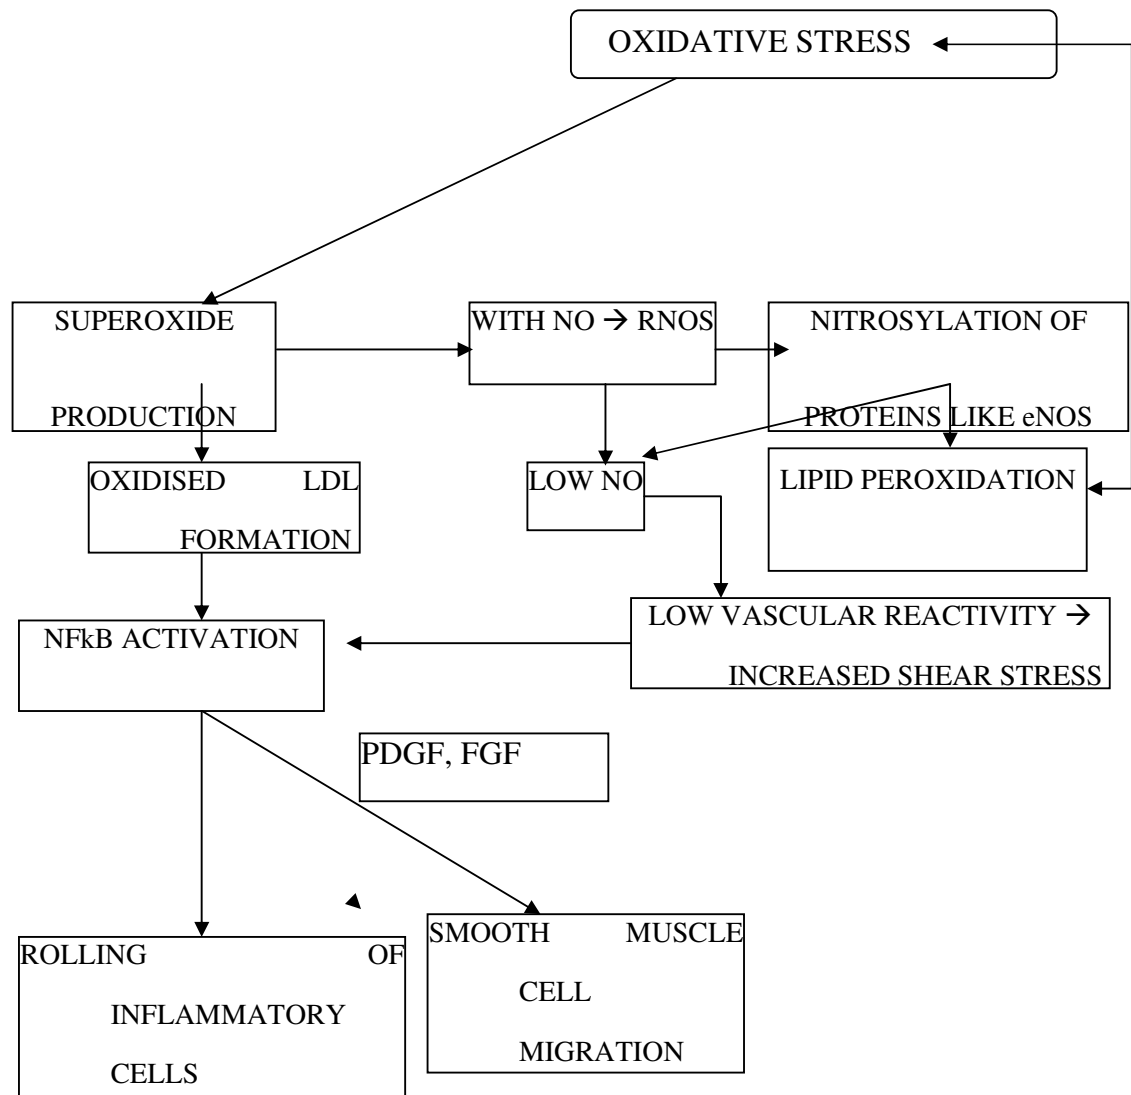 OXIDATIVE STRESS
SUPEROXIDE
PRODUCTION
WITH NO → RNOS
NITROSYLATION OF
PROTEINS LIKE eNOS
OXIDISED LDL
FORMATION
LOW NO
LIPID PEROXIDATION
NFkB ACTIVATION
LOW VASCULAR REACTIVITY →
INCREASED SHEAR STRESS
PDGF, FGF
ROLLING OF
INFLAMMATORY
CELLS
SMOOTH MUSCLE
CELL
MIGRATION